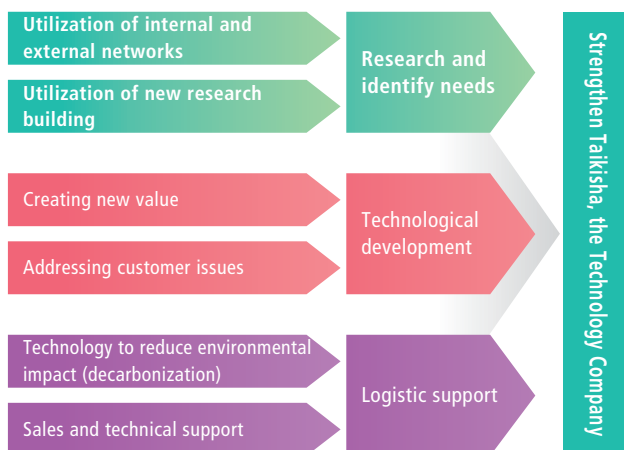 Utilization of internal and
external networks
Utilization of new research
building
Research and
identify needs
Creating new value
Addressing customer issues
Technological
development
Technology to reduce environmental
impact (decarbonization)
Sales and technical support
Logistic support
Strengthen Taikisha, the Technology Company